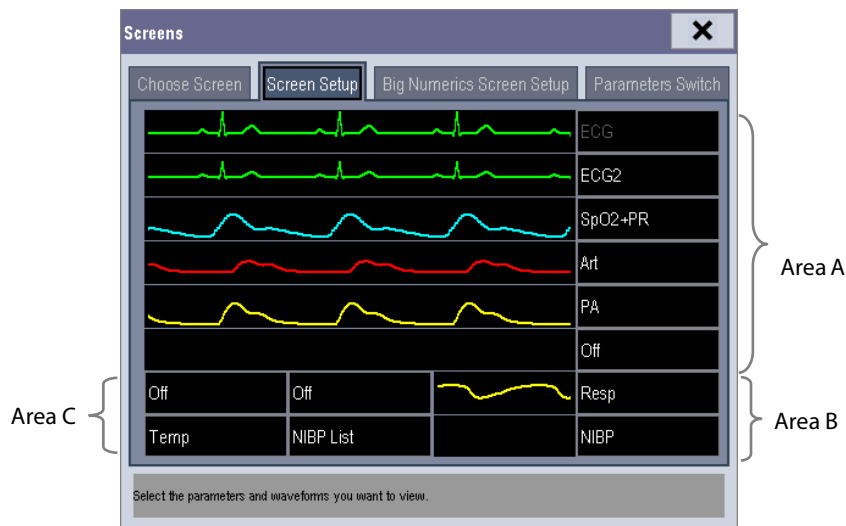 Screens
Choose Screen Screen Setup Big Numerics Screen Setup Parameters Switch
ECG
ECG2
SpO2+PR
Art
PA
Off
Area A
Off Off Resp
Temp NIBP List NIBP
Area C
Area B
Select the parameters and waveforms you want to view.